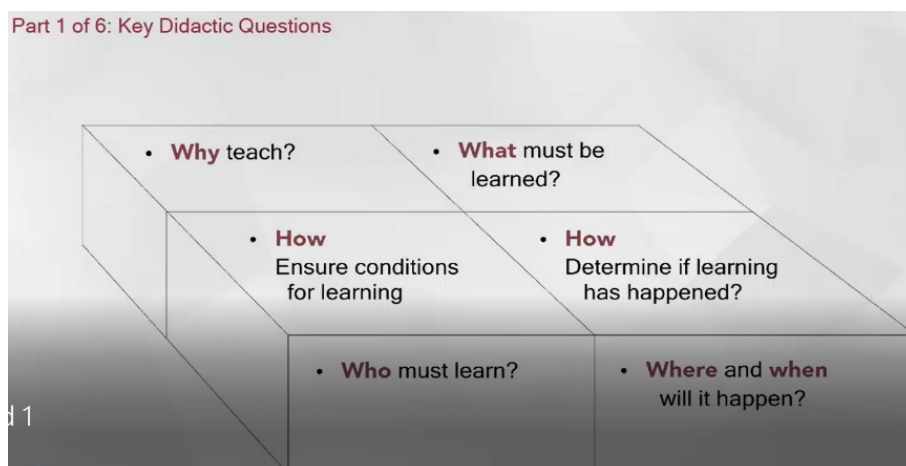 Part 1 of 6: Key Didactic Questions
• Why teach?
• What must be
learned?
• How
Ensure conditions
for learning
• How
Determine if learning
has happened?
• Who must learn?
• Where and when
will it happen?
d 1